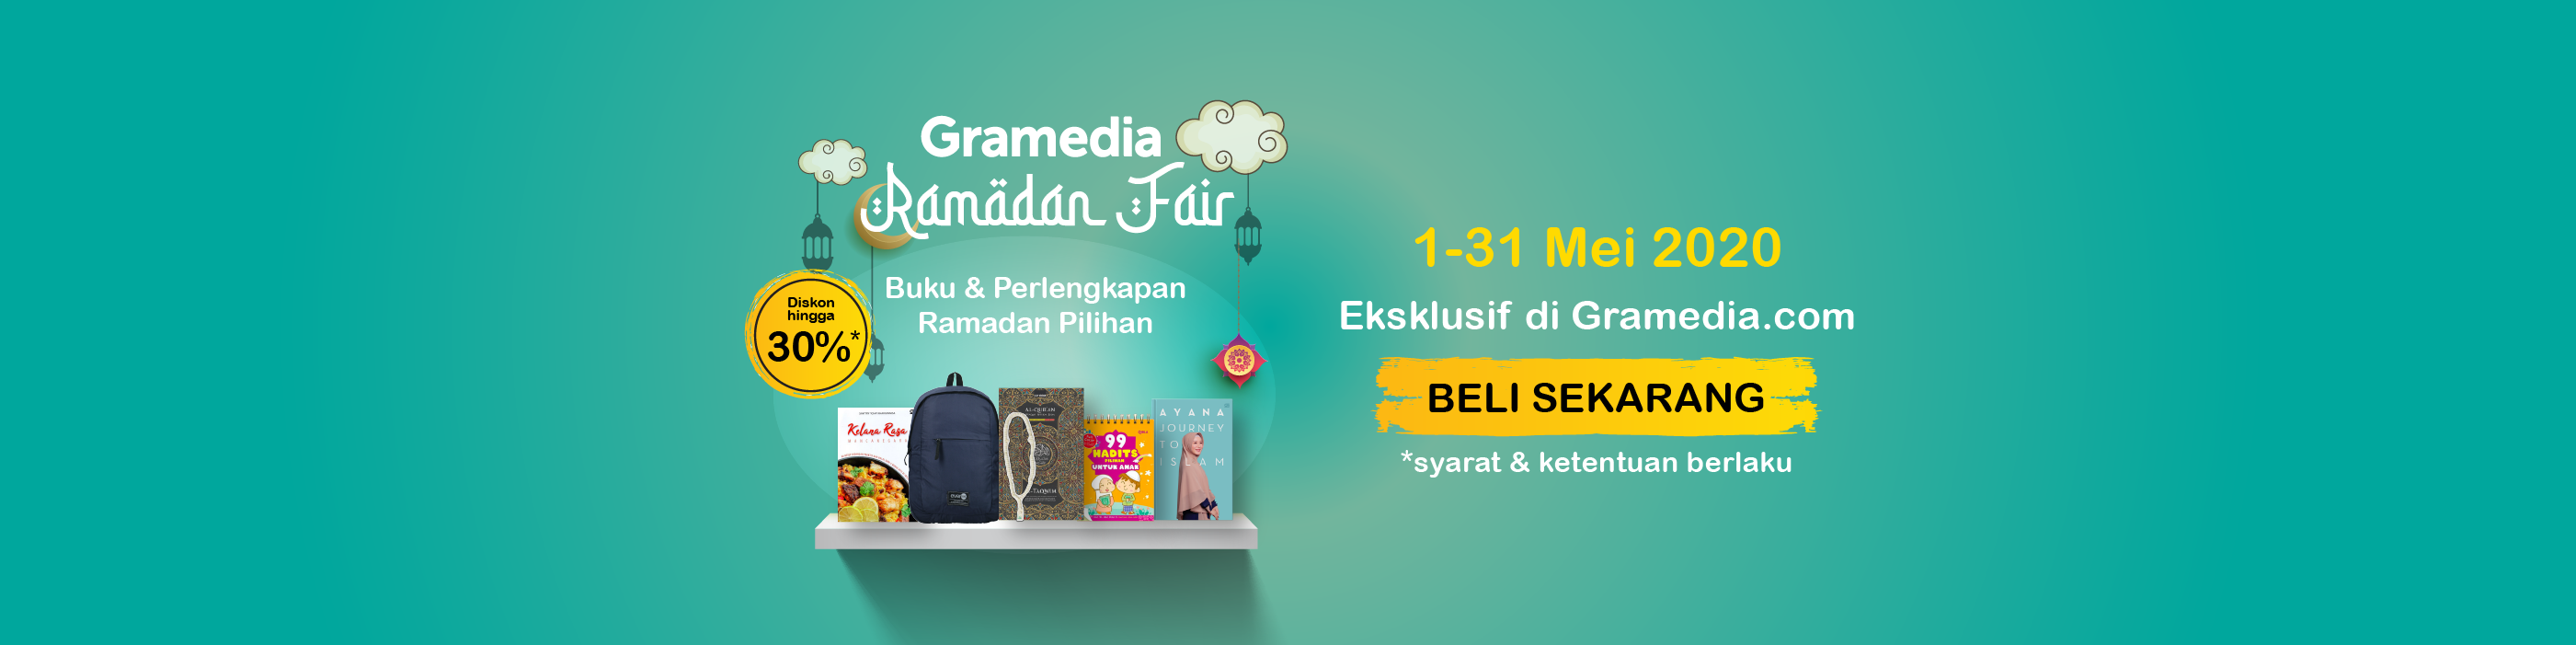 Gramedia
Ramadan Fair
Buku & Perlengkapan
Ramadan Pilihan
Diskon
hingga
30%*
Kelana Rasa
AL-QUR'AN
99
HADITS
PILIHAN
UNTUK ANAK
AYANA
JOURNEY
TO
ISLAM
1-31 Mei 2020
Eksklusif di Gramedia.com
BELI SEKARANG
*syarat & ketentuan berlaku